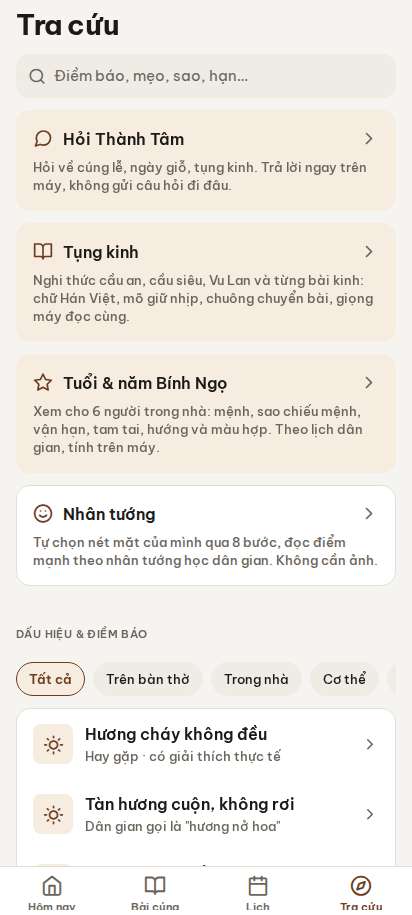 Tra cứu
Điềm báo, mẹo, sao, hạn...
Hỏi Thành Tâm
Hỏi về cúng lễ, ngày giỗ, tụng kinh. Trả lời ngay trên
máy, không gửi câu hỏi đi đâu.
Tụng kinh
Nghi thức cầu an, cầu siêu, Vu Lan và từng bài kinh:
chữ Hán Việt, mõ giữ nhịp, chuông chuyển bài, giọng
máy đọc cùng.
Tuổi & năm Bính Ngọ
Xem cho 6 người trong nhà: mệnh, sao chiếu mệnh,
vận hạn, tam tai, hướng và màu hợp. Theo lịch dân
gian, tính trên máy.
Nhân tướng
Tự chọn nét mặt của mình qua 8 bước, đọc điểm
mạnh theo nhân tướng học dân gian. Không cần ảnh.
DẤU HIỆU & ĐIỀM BÁO
Tất cả Trên bàn thờ Trong nhà Cơ thể
Hương cháy không đều
Hay gặp · có giải thích thực tế
Tàn hương cuộn, không rơi
Dân gian gọi là "hương nở hoa"
Hôm nay Bài cúng Lịch Tra cứu